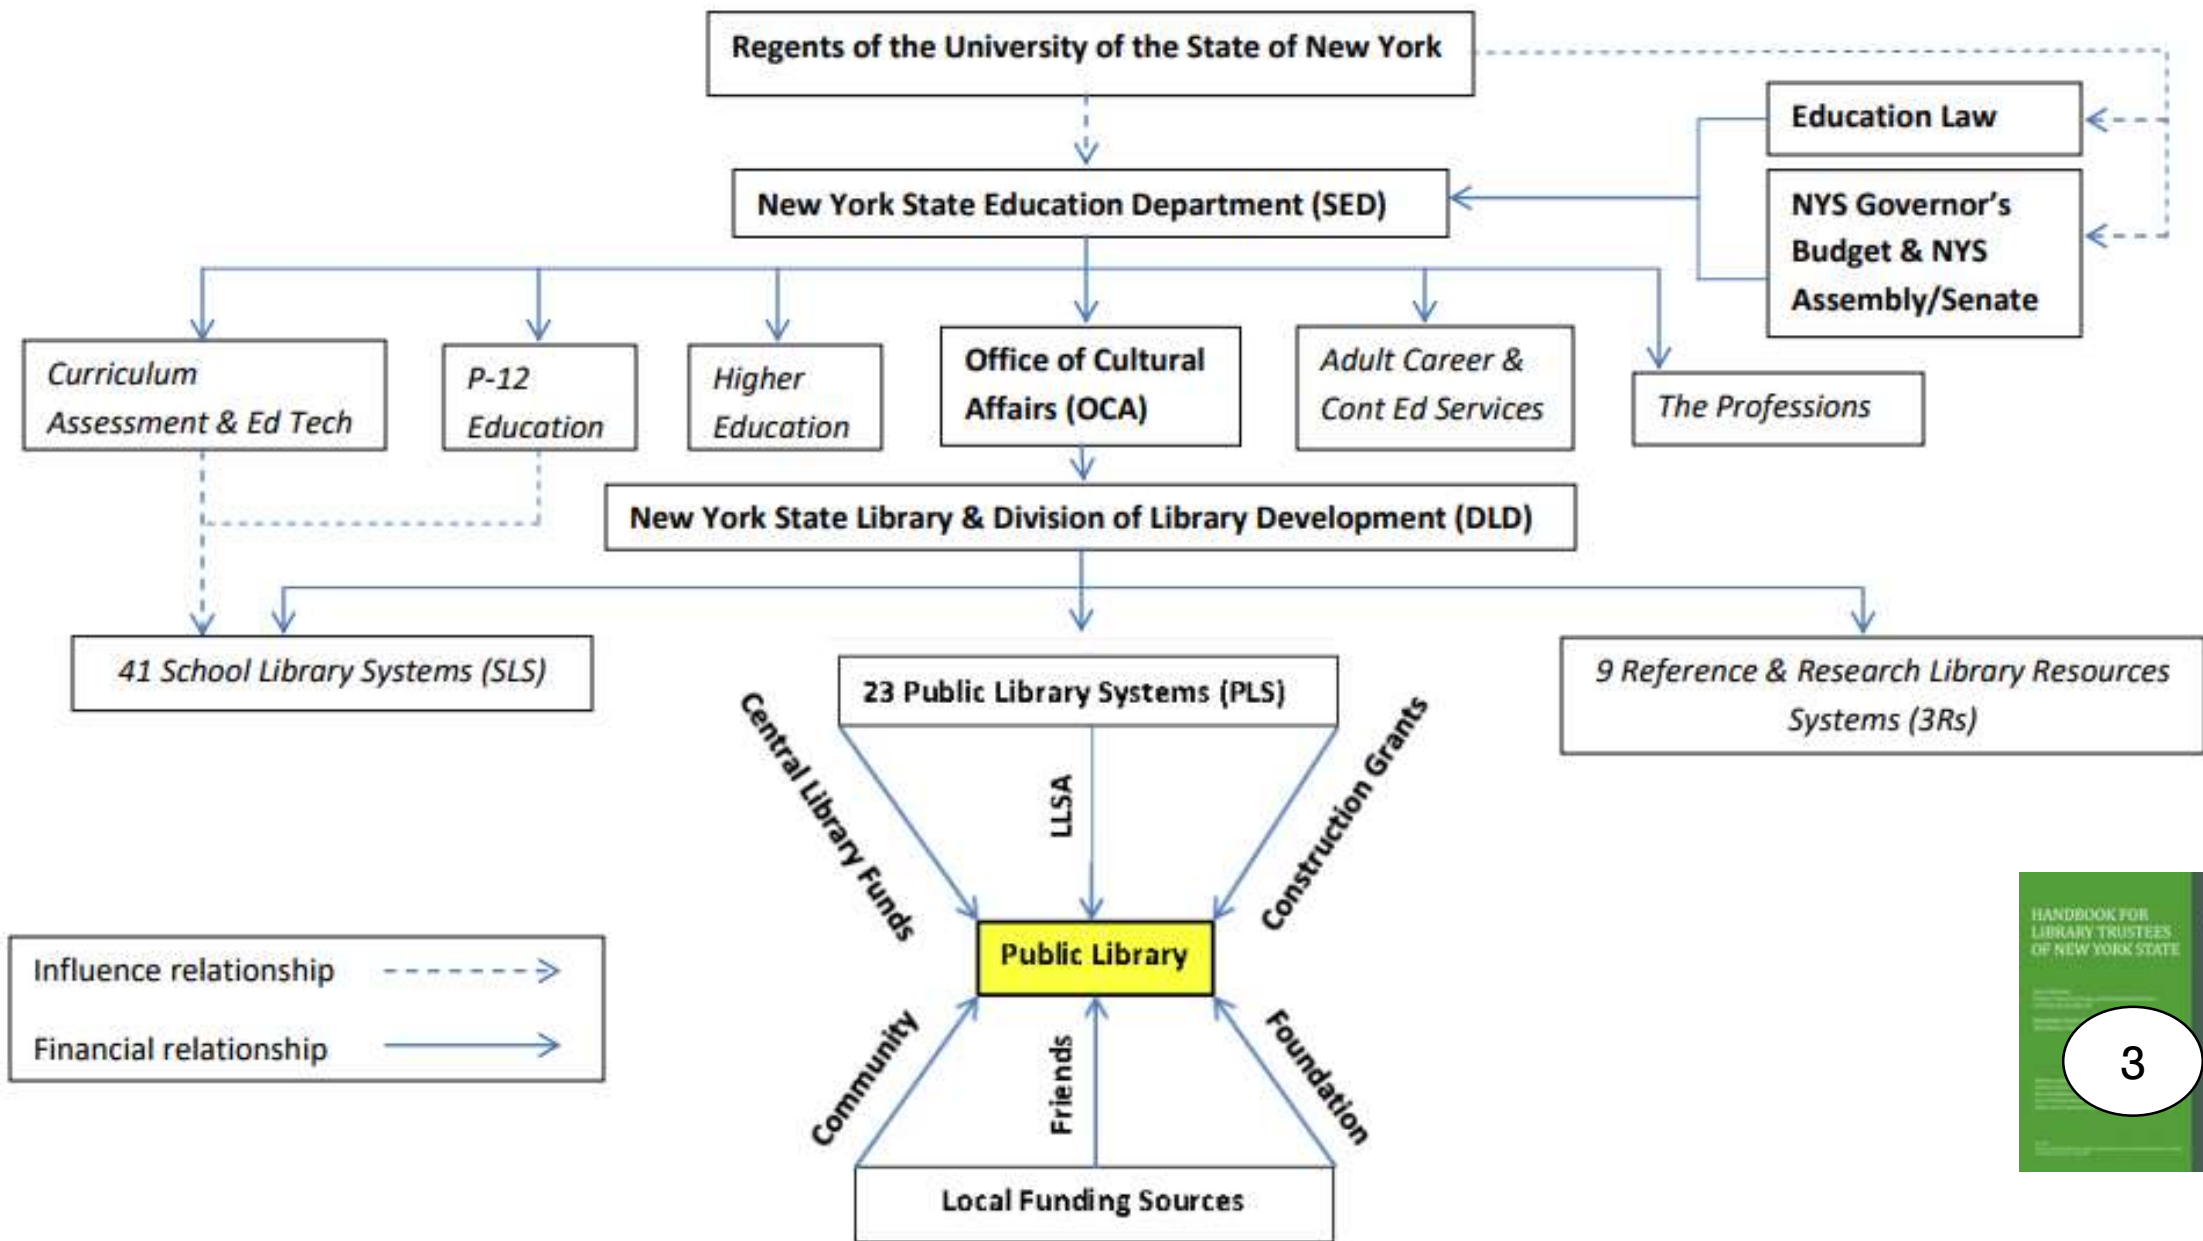 Regents of the University of the State of New York
Education Law
New York State Education Department (SED)
NYS Governor's
Budget & NYS
Assembly/Senate
Curriculum
Assessment & Ed Tech
P-12
Education
Higher
Education
Office of Cultural
Affairs (OCA)
Adult Career &
Cont Ed Services
The Professions
New York State Library & Division of Library Development (DLD)
41 School Library Systems (SLS)
23 Public Library Systems (PLS)
9 Reference & Research Library Resources
Systems (3Rs)
Central Library Funds
LLSA
Construction Grants
Public Library
Influence relationship
Financial relationship
Community
Friends
Foundation
Local Funding Sources
HANDBOOK FOR
LIBRARY TRUSTEES
OF NEW YORK STATE
3